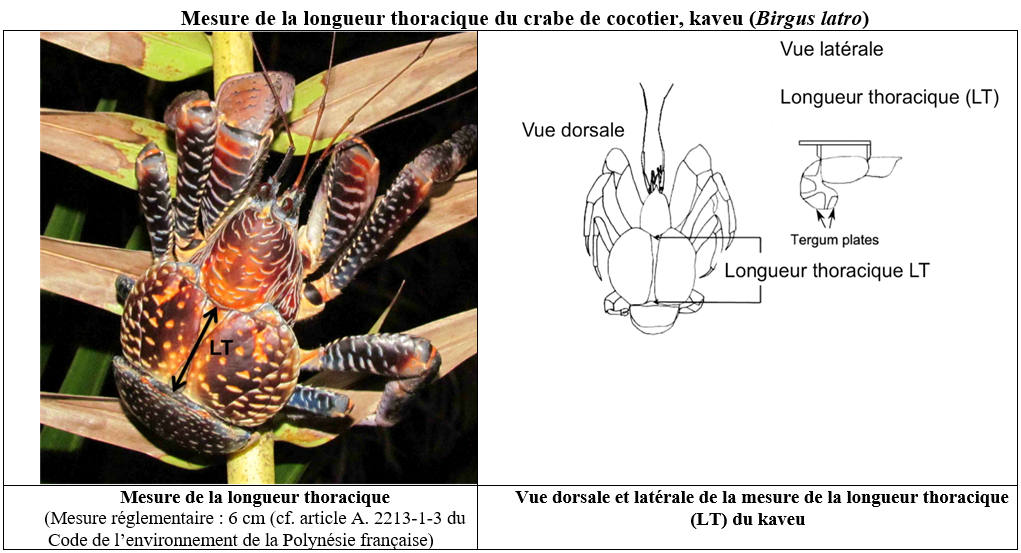 Mesure de la longueur thoracique du crabe de cocotier, kaveu (Birgus latro)
LT
Vue latérale
Longueur thoracique (LT)
Vue dorsale
Tergum plates
Longueur thoracique LT
Mesure de la longueur thoracique
(Mesure réglementaire : 6 cm (cf. article A. 2213-1-3 du
Code de l’environnement de la Polynésie française)
Vue dorsale et latérale de la mesure de la longueur thoracique
(LT) du kaveu